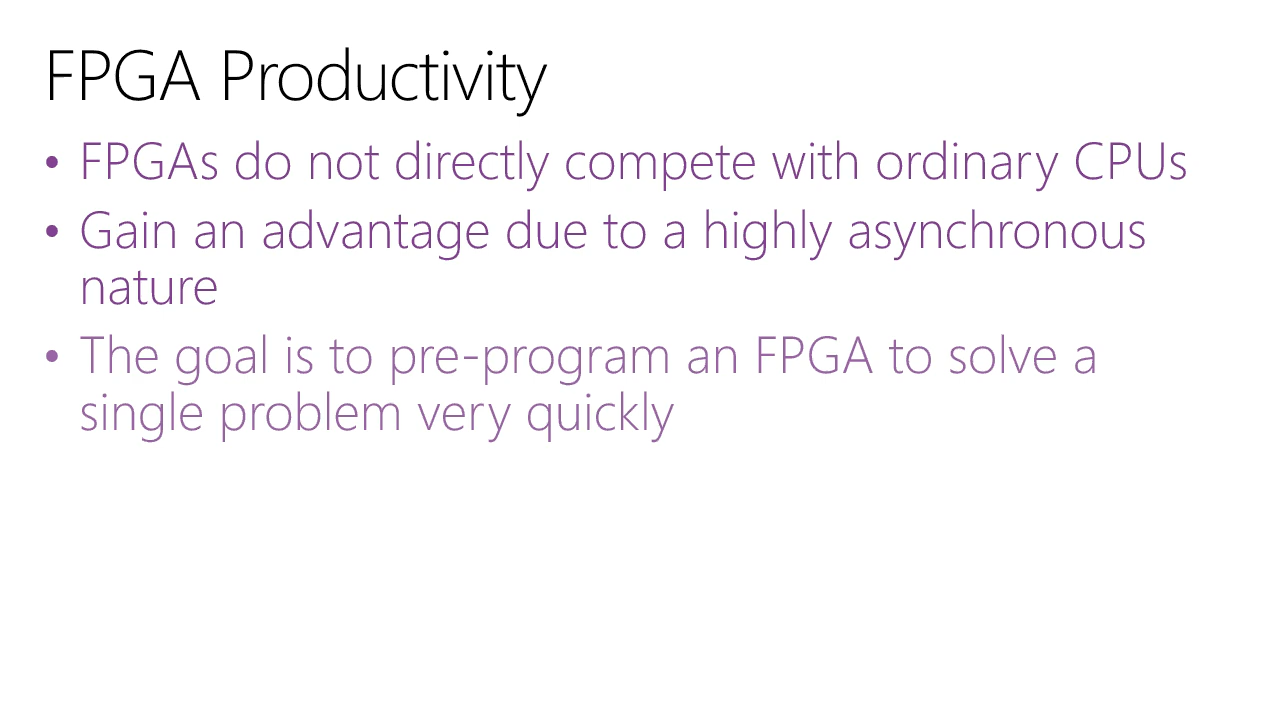 FPGA Productivity
• FPGAs do not directly compete with ordinary CPUs
• Gain an advantage due to a highly asynchronous
nature
• The goal is to pre-program an FPGA to solve a
single problem very quickly